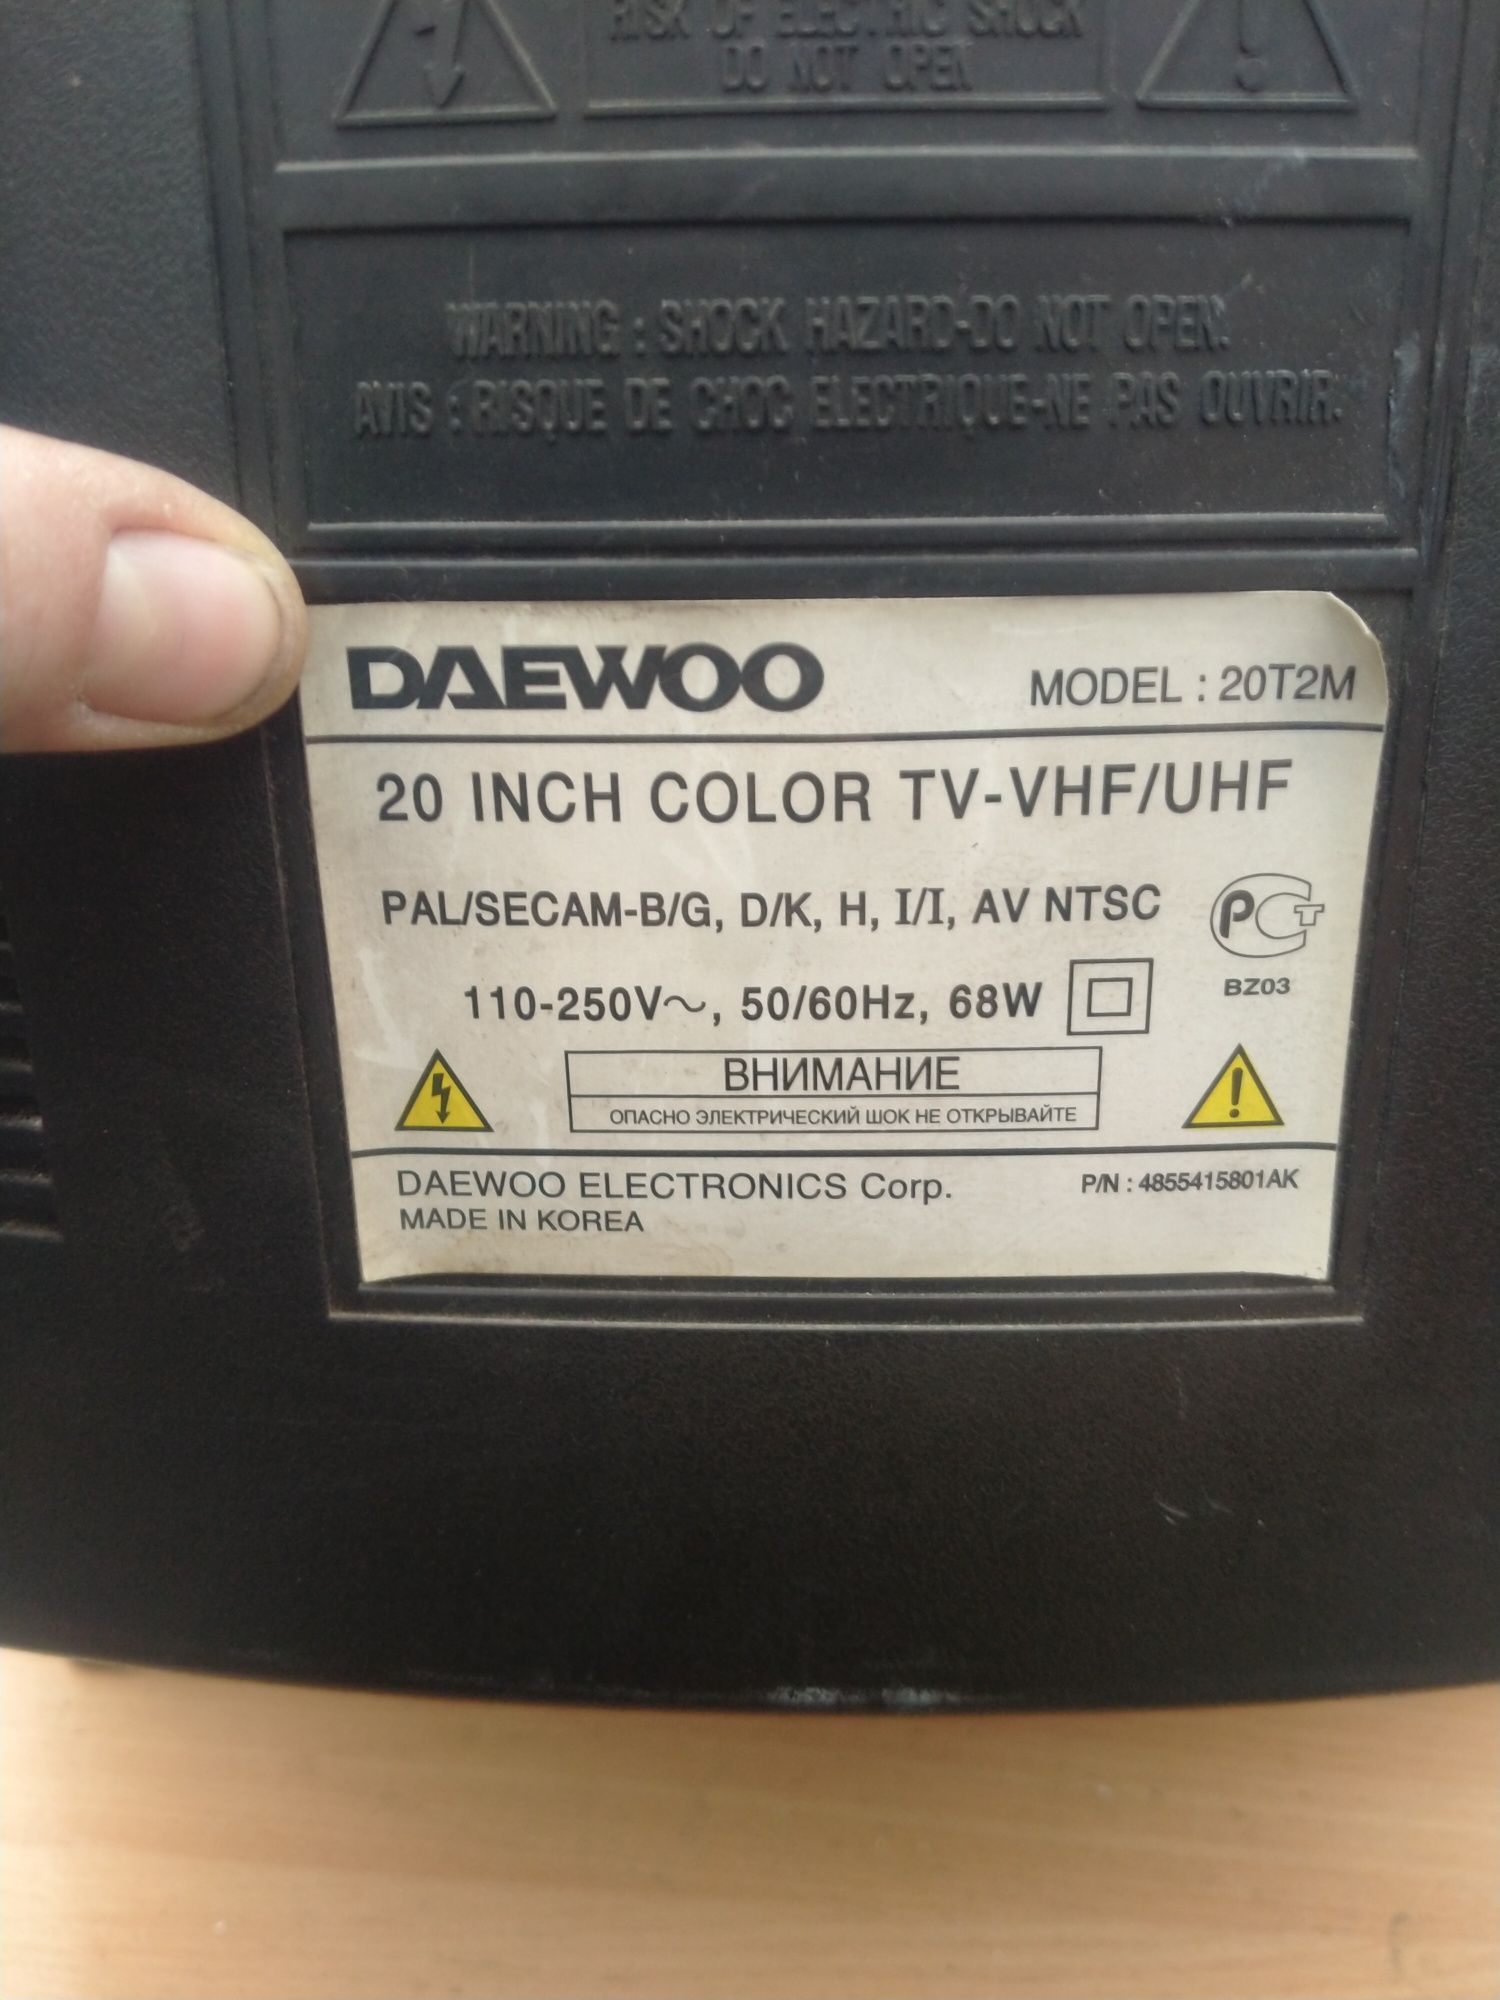 RISK OF ELECTRIC SHOCK
DO NOT OPEN
WARNING : SHOCK HAZARD-DO NOT OPEN.
AVIS : RISQUE DE CHOC ELECTRIQUE-NE PAS OUVRIR.
DAEWOO MODEL : 20T2M
20 INCH COLOR TV-VHF/UHF
PAL/SECAM-B/G, D/K, H, I/I, AV NTSC
РСТ
110-250V~, 50/60Hz, 68W
BZ03
ВНИМАНИЕ
ОПАСНО ЭЛЕКТРИЧЕСКИЙ ШОК НЕ ОТКРЫВАЙТЕ
DAEWOO ELECTRONICS Corp. P/N : 4855415801AK
MADE IN KOREA